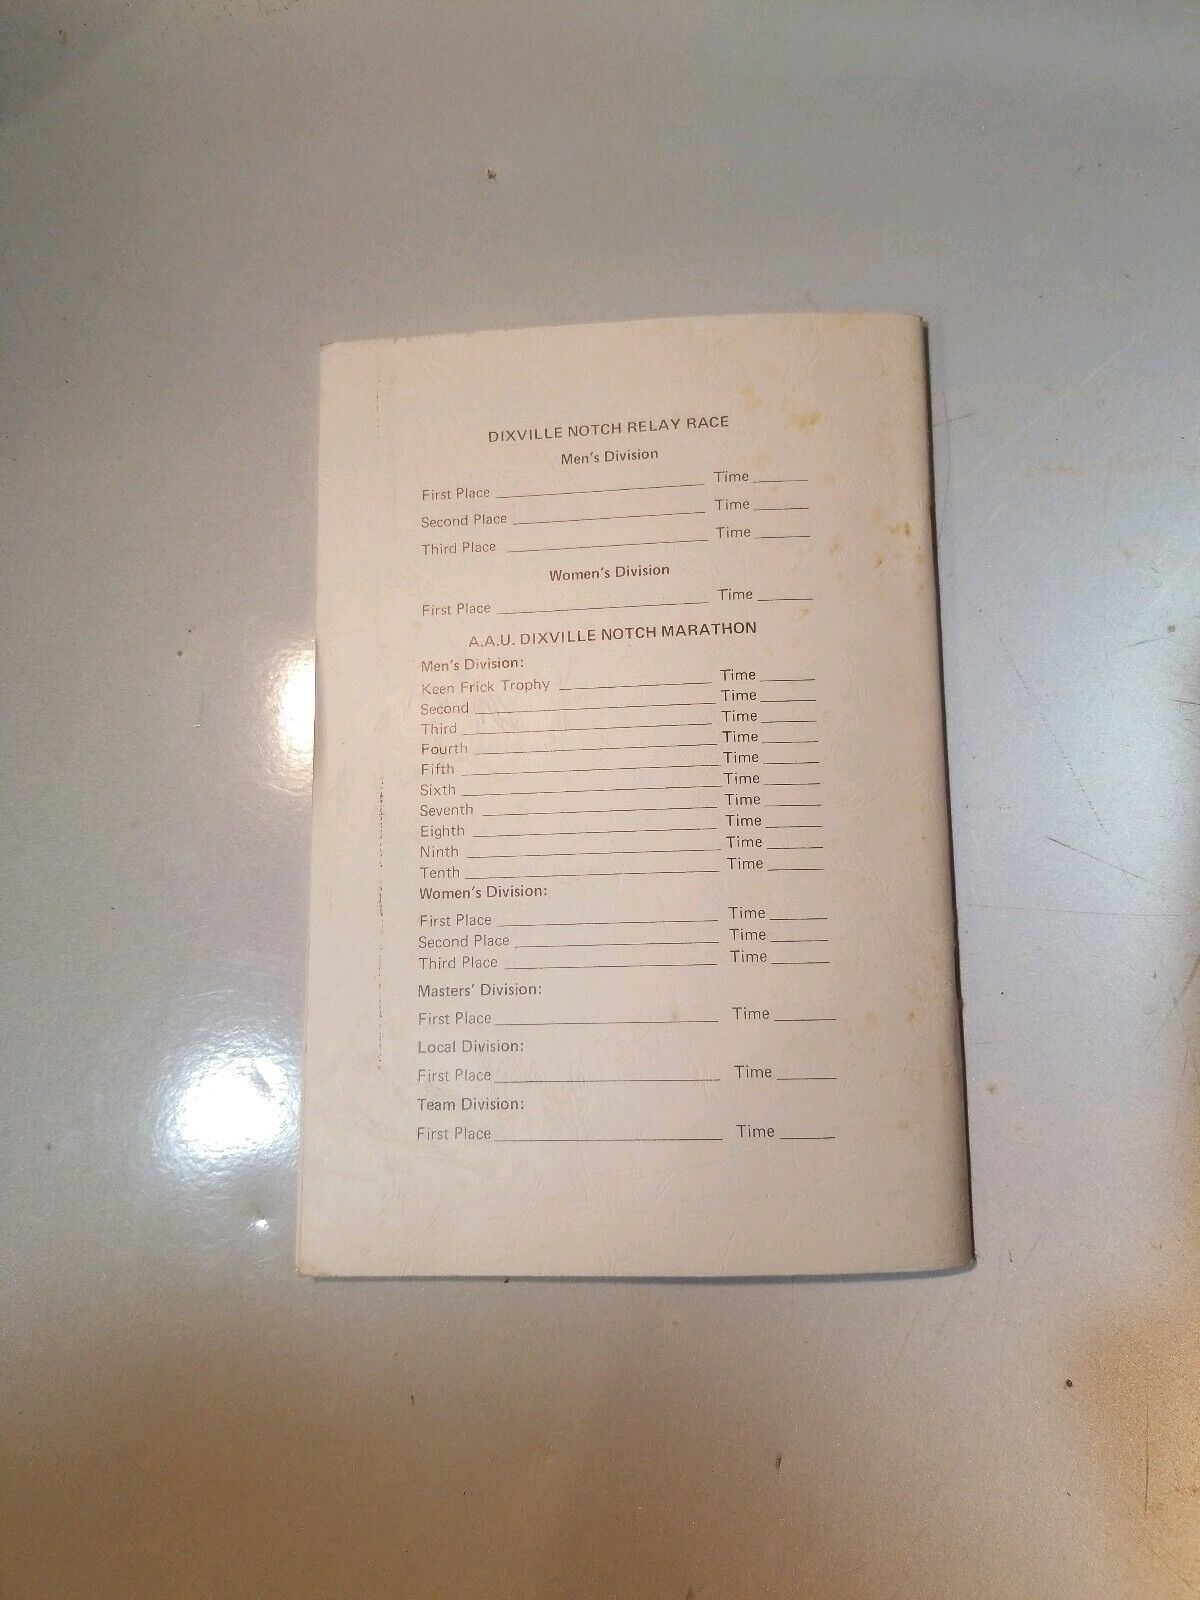 DIXVILLE NOTCH RELAY RACE
Men's Division
First Place Time
Second Place Time
Third Place Time
Women's Division
First Place Time
A.A.U. DIXVILLE NOTCH MARATHON
Men's Division:
Keen Frick Trophy Time
Second Time
Third Time
Fourth Time
Fifth Time
Sixth Time
Seventh Time
Eighth Time
Ninth Time
Tenth Time
Women's Division:
First Place Time
Second Place Time
Third Place Time
Masters' Division:
First Place Time
Local Division:
First Place Time
Team Division:
First Place Time